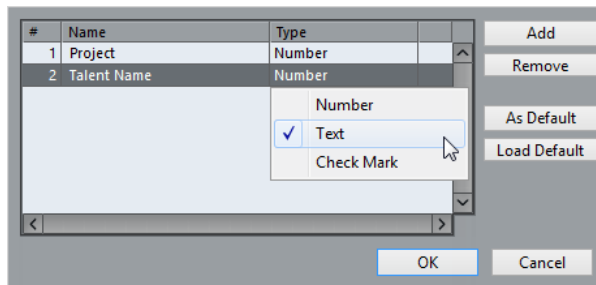 # Name Type
1 Project Number
2 Talent Name Number
Number
Text
Check Mark
Add
Remove
As Default
Load Default
OK Cancel